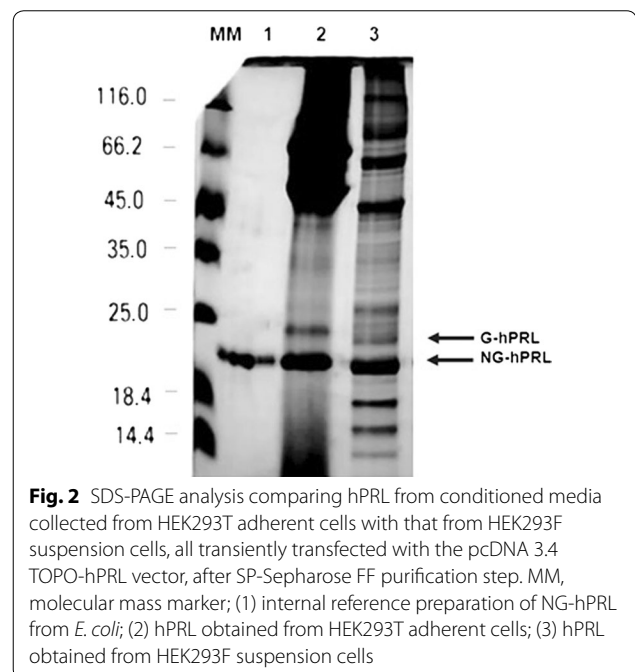 MM 1 2 3
116.0
66.2
45.0
35.0
25.0
G-hPRL
NG-hPRL
18.4
14.4
Fig. 2 SDS-PAGE analysis comparing hPRL from conditioned media
collected from HEK293T adherent cells with that from HEK293F
suspension cells, all transiently transfected with the pcDNA 3.4
TOPO-hPRL vector, after SP-Sepharose FF purification step. MM,
molecular mass marker; (1) internal reference preparation of NG-hPRL
from E. coli; (2) hPRL obtained from HEK293T adherent cells; (3) hPRL
obtained from HEK293F suspension cells